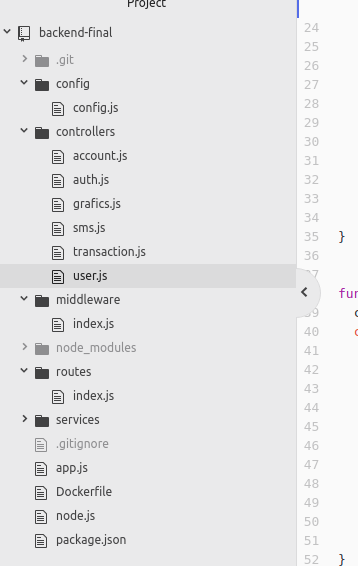 Project
backend-final
.git
config
config.js
controllers
account.js
auth.js
grafics.js
sms.js
transaction.js
user.js
middleware
index.js
node_modules
routes
index.js
services
.gitignore
app.js
Dockerfile
node.js
package.json
24
25
26
27
28
29
30
31
32
33
34
35 }
36
37
fun
39 c
40 c
41
42
43
44
45
46
47
48
49
50
51
52 }